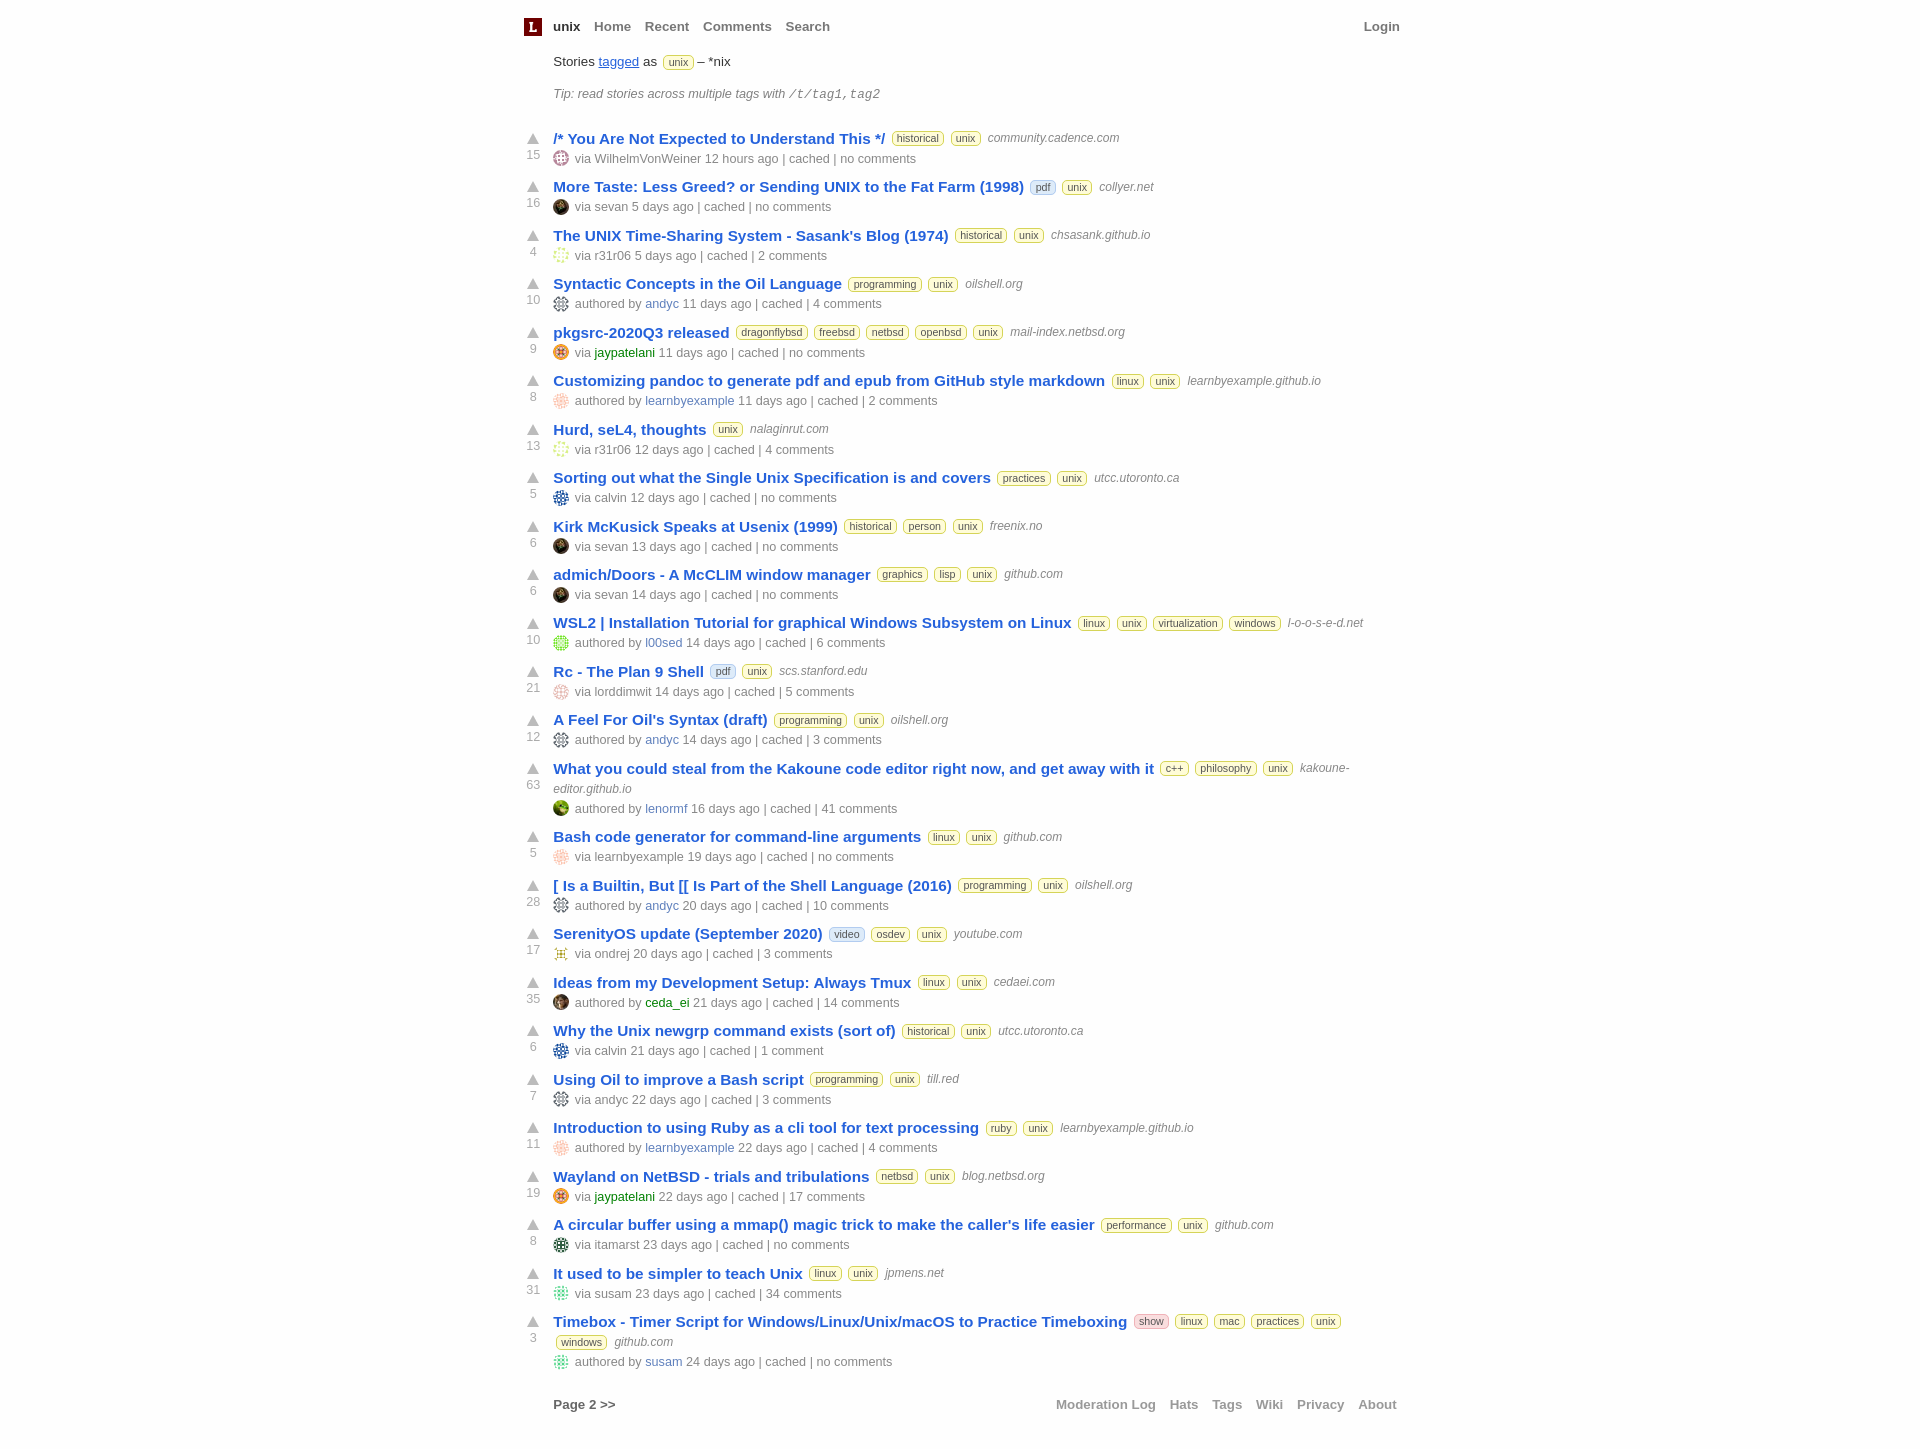 L unix Home Recent Comments Search Login
Stories tagged as unix – *nix
Tip: read stories across multiple tags with /t/tag1,tag2
/* You Are Not Expected to Understand This */ historical unix community.cadence.com
15 via WilhelmVonWeiner 12 hours ago | cached | no comments
More Taste: Less Greed? or Sending UNIX to the Fat Farm (1998) pdf unix collyer.net
16 via sevan 5 days ago | cached | no comments
The UNIX Time-Sharing System - Sasank's Blog (1974) historical unix chsasank.github.io
4 via r31r06 5 days ago | cached | 2 comments
Syntactic Concepts in the Oil Language programming unix oilshell.org
10 authored by andyc 11 days ago | cached | 4 comments
pkgsrc-2020Q3 released dragonflybsd freebsd netbsd openbsd unix mail-index.netbsd.org
9 via jaypatelani 11 days ago | cached | no comments
Customizing pandoc to generate pdf and epub from GitHub style markdown linux unix learnbyexample.github.io
8 authored by learnbyexample 11 days ago | cached | 2 comments
Hurd, seL4, thoughts unix nalaginrut.com
13 via r31r06 12 days ago | cached | 4 comments
Sorting out what the Single Unix Specification is and covers practices unix utcc.utoronto.ca
5 via calvin 12 days ago | cached | no comments
Kirk McKusick Speaks at Usenix (1999) historical person unix freenix.no
6 via sevan 13 days ago | cached | no comments
admich/Doors - A McCLIM window manager graphics lisp unix github.com
6 via sevan 14 days ago | cached | no comments
WSL2 | Installation Tutorial for graphical Windows Subsystem on Linux linux unix virtualization windows l-o-o-s-e-d.net
10 authored by l00sed 14 days ago | cached | 6 comments
Rc - The Plan 9 Shell pdf unix scs.stanford.edu
21 via lorddimwit 14 days ago | cached | 5 comments
A Feel For Oil's Syntax (draft) programming unix oilshell.org
12 authored by andyc 14 days ago | cached | 3 comments
What you could steal from the Kakoune code editor right now, and get away with it c++ philosophy unix kakoune-
63 editor.github.io
authored by lenormf 16 days ago | cached | 41 comments
Bash code generator for command-line arguments linux unix github.com
5 via learnbyexample 19 days ago | cached | no comments
[ Is a Builtin, But [[ Is Part of the Shell Language (2016) programming unix oilshell.org
28 authored by andyc 20 days ago | cached | 10 comments
SerenityOS update (September 2020) video osdev unix youtube.com
17 via ondrej 20 days ago | cached | 3 comments
Ideas from my Development Setup: Always Tmux linux unix cedaei.com
35 authored by ceda_ei 21 days ago | cached | 14 comments
Why the Unix newgrp command exists (sort of) historical unix utcc.utoronto.ca
6 via calvin 21 days ago | cached | 1 comment
Using Oil to improve a Bash script programming unix till.red
7 via andyc 22 days ago | cached | 3 comments
Introduction to using Ruby as a cli tool for text processing ruby unix learnbyexample.github.io
11 authored by learnbyexample 22 days ago | cached | 4 comments
Wayland on NetBSD - trials and tribulations netbsd unix blog.netbsd.org
19 via jaypatelani 22 days ago | cached | 17 comments
A circular buffer using a mmap() magic trick to make the caller's life easier performance unix github.com
8 via itamarst 23 days ago | cached | no comments
It used to be simpler to teach Unix linux unix jpmens.net
31 via susam 23 days ago | cached | 34 comments
Timebox - Timer Script for Windows/Linux/Unix/macOS to Practice Timeboxing show linux mac practices unix
3 windows github.com
authored by susam 24 days ago | cached | no comments
Page 2 >> Moderation Log Hats Tags Wiki Privacy About